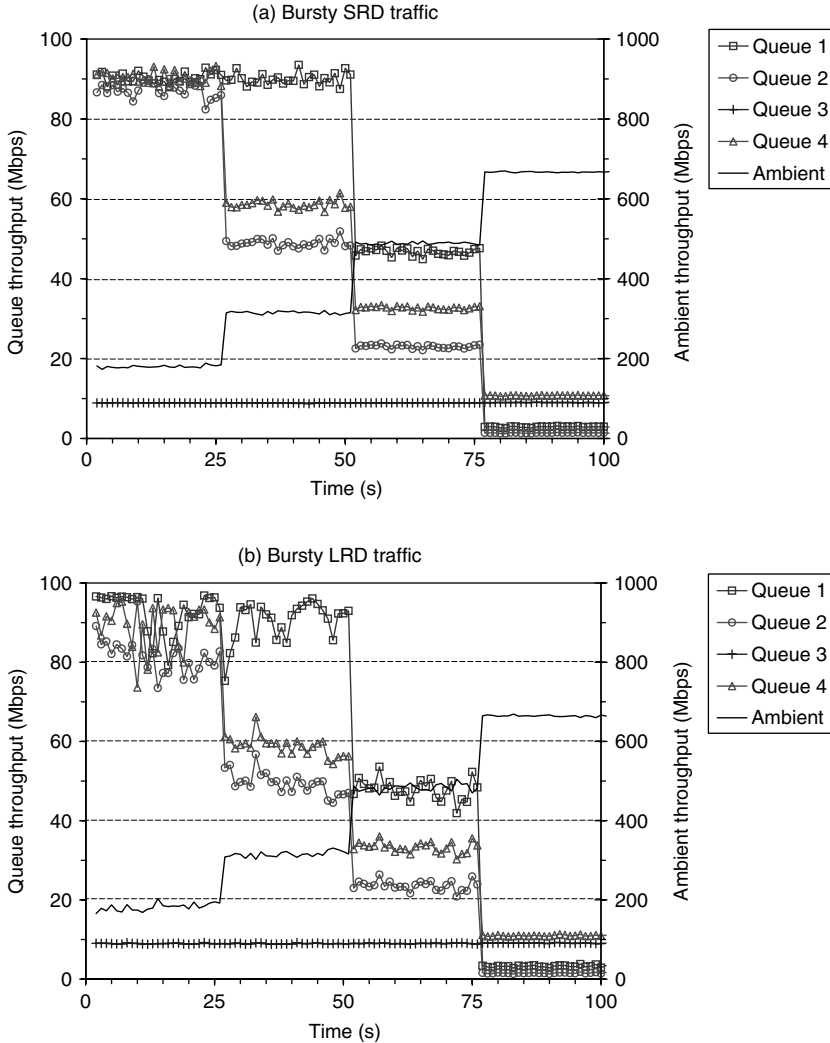 (a) Bursty SRD traffic
100
80
60
40
20
0
Queue throughput (Mbps)
1000
800
600
400
200
0
Ambient throughput (Mbps)
0
25
50
75
100
Time (s)
Queue 1
Queue 2
Queue 3
Queue 4
Ambient
(b) Bursty LRD traffic
100
80
60
40
20
0
Queue throughput (Mbps)
1000
800
600
400
200
0
Ambient throughput (Mbps)
0
25
50
75
100
Time (s)
Queue 1
Queue 2
Queue 3
Queue 4
Ambient